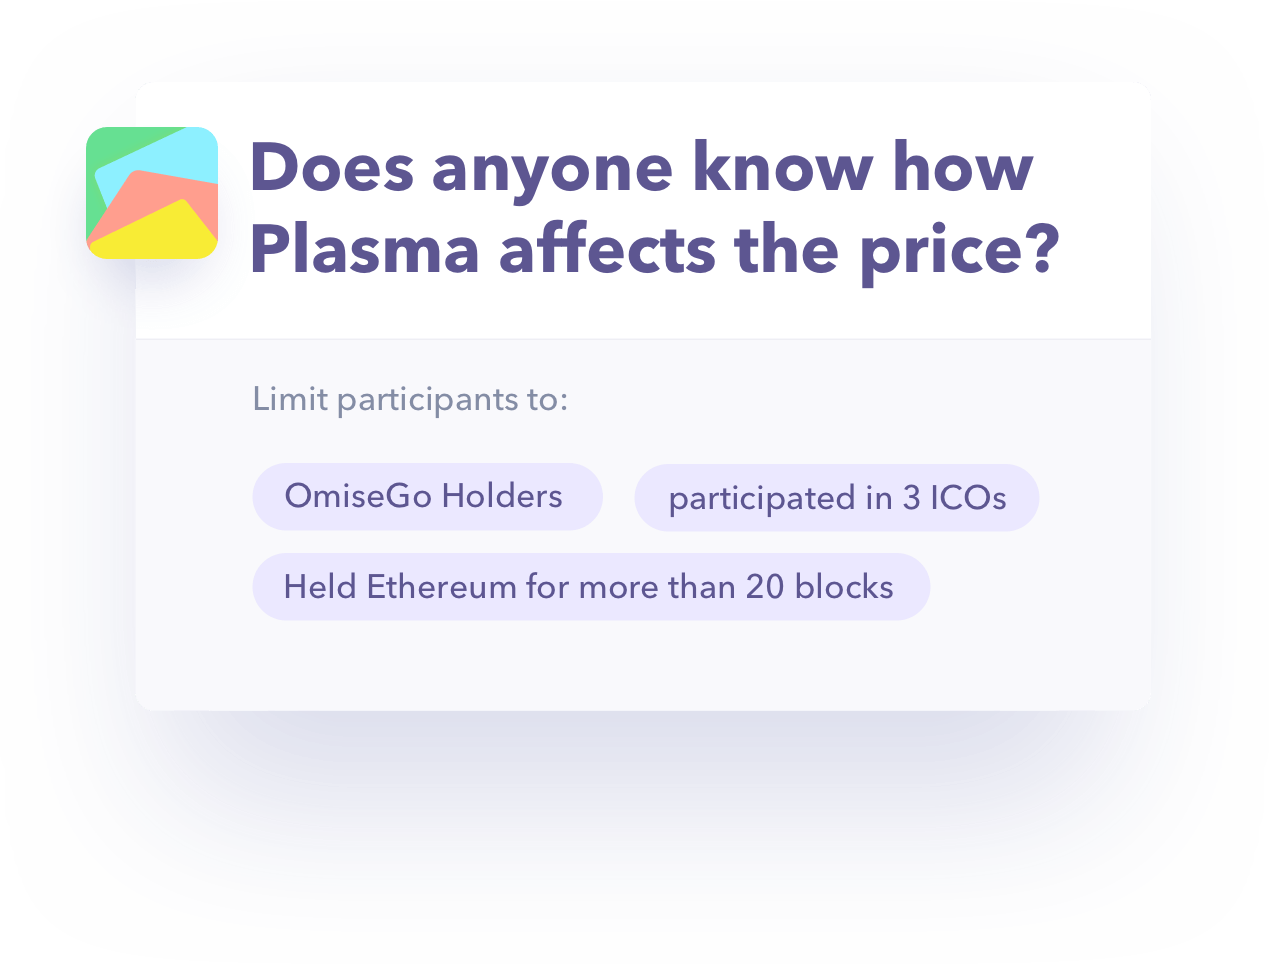 Does anyone know how
Plasma affects the price?
Limit participants to:
OmiseGo Holders
participated in 3 ICOs
Held Ethereum for more than 20 blocks